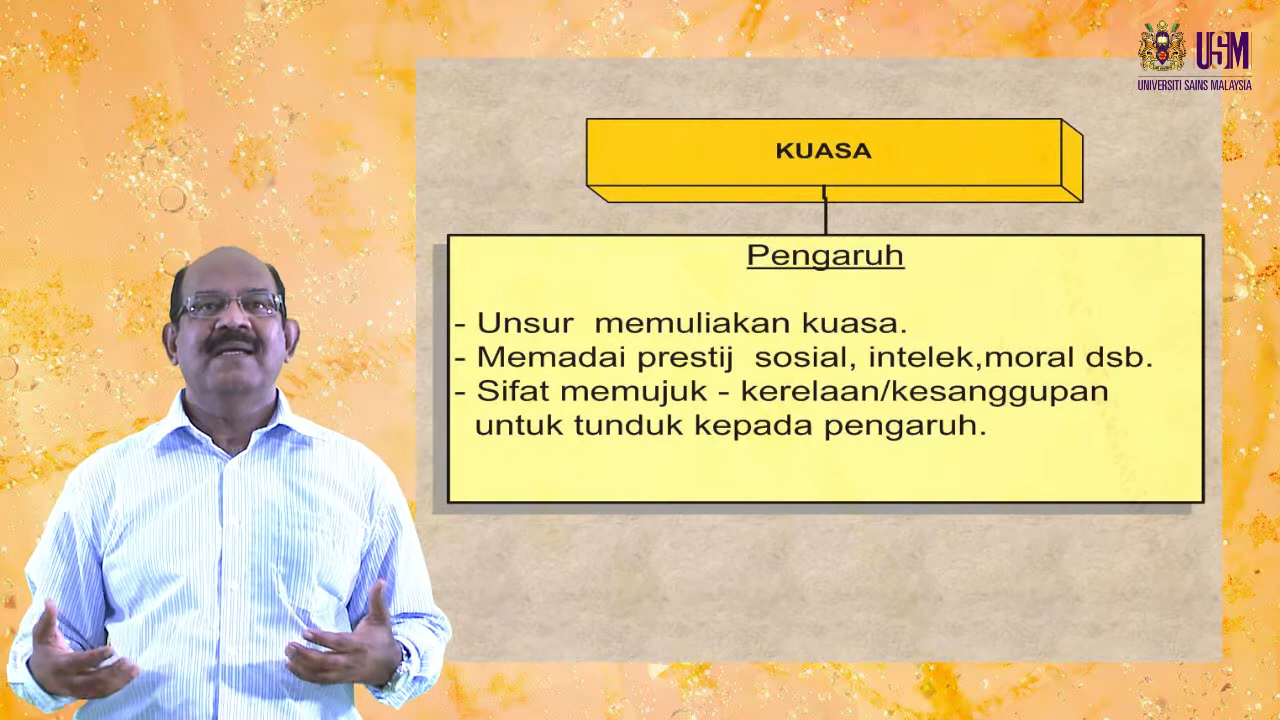 USM
UNIVERSITI SAINS MALAYSIA
KUASA
Pengaruh
- Unsur memuliakan kuasa.
- Memadai prestij sosial, intelek,moral dsb.
- Sifat memujuk - kerelaan/kesanggupan
untuk tunduk kepada pengaruh.